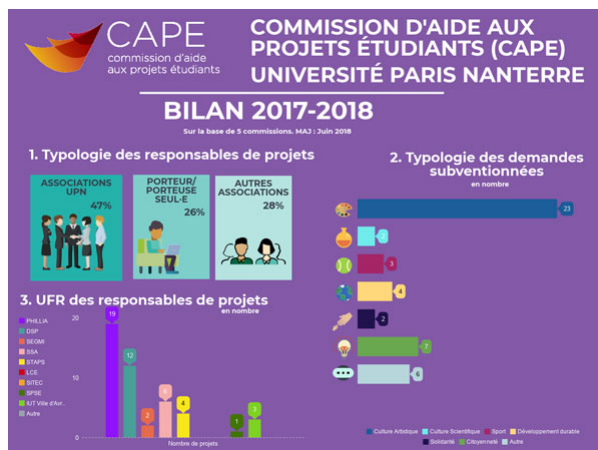 CAPE
commission d'aide
aux projets étudiants
COMMISSION D'AIDE AUX
PROJETS ÉTUDIANTS (CAPE)
UNIVERSITÉ PARIS NANTERRE
BILAN 2017-2018
Sur la base de 5 commissions. MAJ : Juin 2018
1. Typologie des responsables de projets
ASSOCIATIONS
UPN
47%
PORTEUR/
PORTEUSE
SEUL·E
26%
AUTRES
ASSOCIATIONS
28%
2. Typologie des demandes
subventionnées
en nombre
23
2
3
4
2
7
6
Culture Artistique
Culture Scientifique
Sport
Développement durable
Solidarité
Citoyenneté
Autre
3. UFR des responsables de projets
en nombre
PHILLIA
DSP
SEGMI
SSA
STAPS
LCE
SITEC
SPSE
IUT Ville d'Avr..
Autre
20
10
0
19
12
2
4
1
Nombre de projets